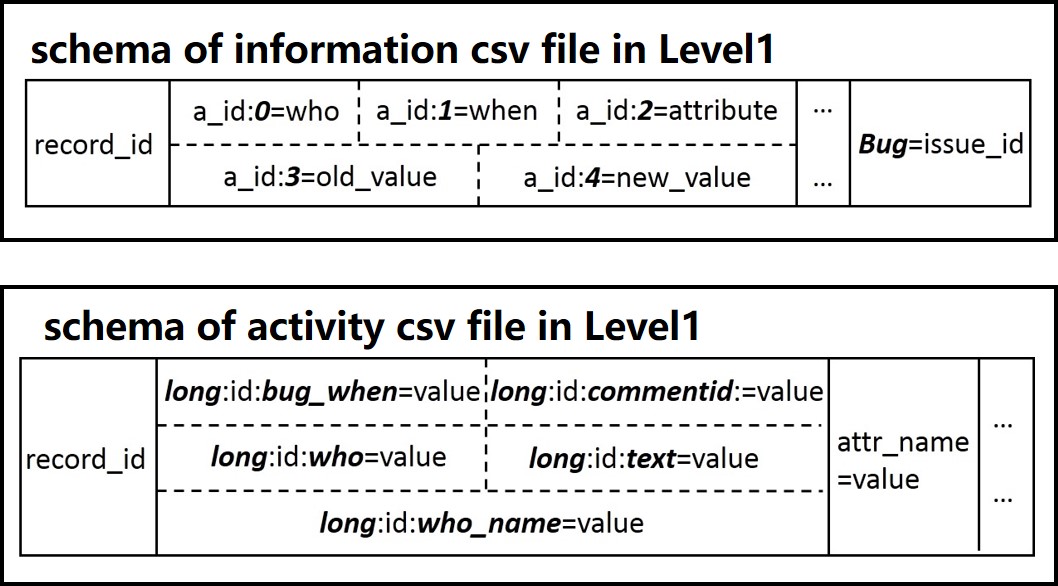 schema of information csv file in Level1
record_id
a_id:0=who
a_id:1=when
a_id:2=attribute
a_id:3=old_value
a_id:4=new_value
...
...
Bug=issue_id
schema of activity csv file in Level1
record_id
long:id:bug_when=value
long:id:commentid:=value
long:id:who=value
long:id:text=value
long:id:who_name=value
attr_name
=value
...
...